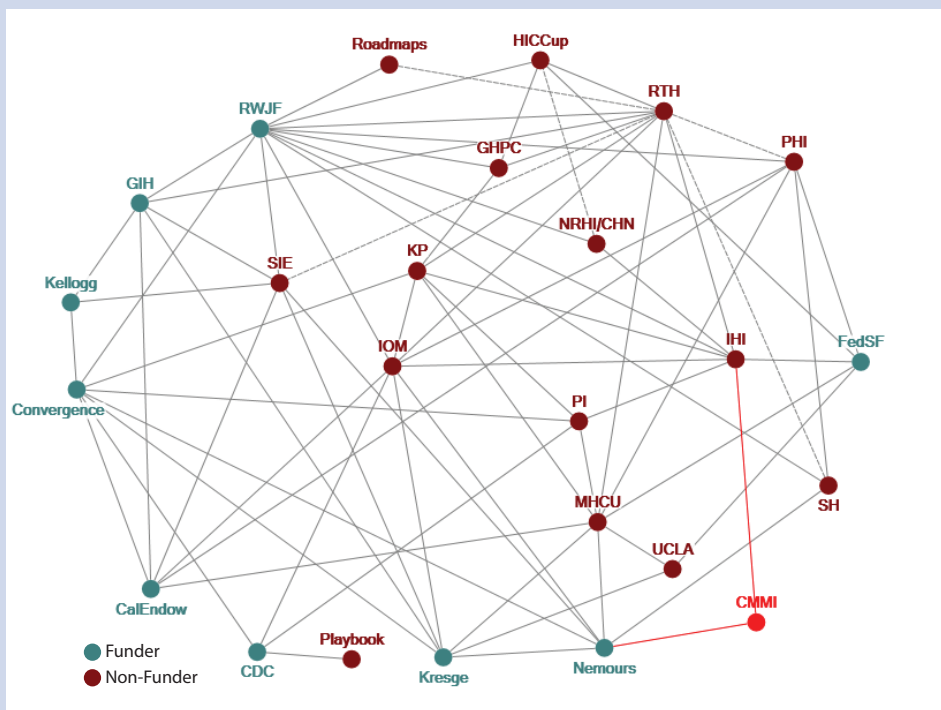 Roadmaps
HICCup
RTH
RWJF
PHI
GHPC
GIH
NRHI/CHN
KP
SIE
Kellogg
IHI
FedSF
IOM
Convergence
PI
MHCU
SH
UCLA
CMMI
CalEndow
Playbook
Funder
CDC
Nemours
Kresge
Non-Funder